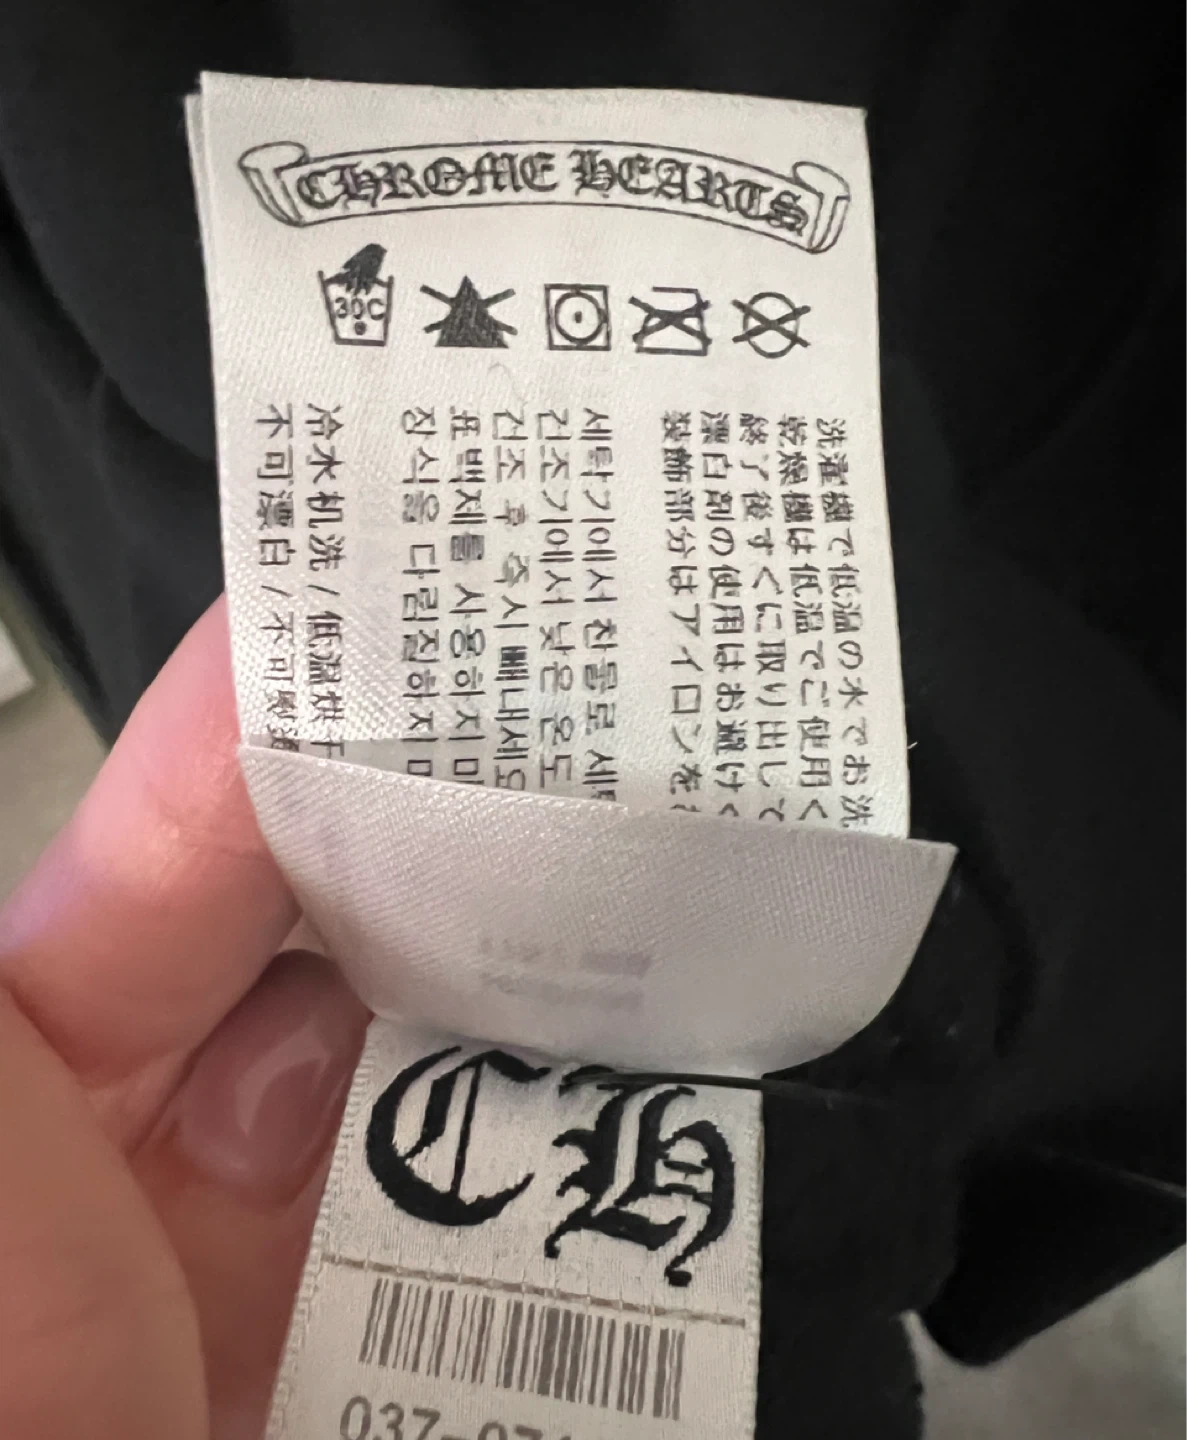 CHROME HEARTS
30C
洗濯機で低温の水でお洗
乾燥機は低温でご使用く
終了後すぐに取り出して
漂白剤の使用はお避けく
装飾部分はアイロンを
세탁기에서 찬물로
건조기에서 낮은 온도
건조 후 즉시 빼내세요
표백제를 사용하지 마
장식을 다림질하지 마
冷水机洗 / 低温烘干
不可漂白 / 不可熨
CH
037-07